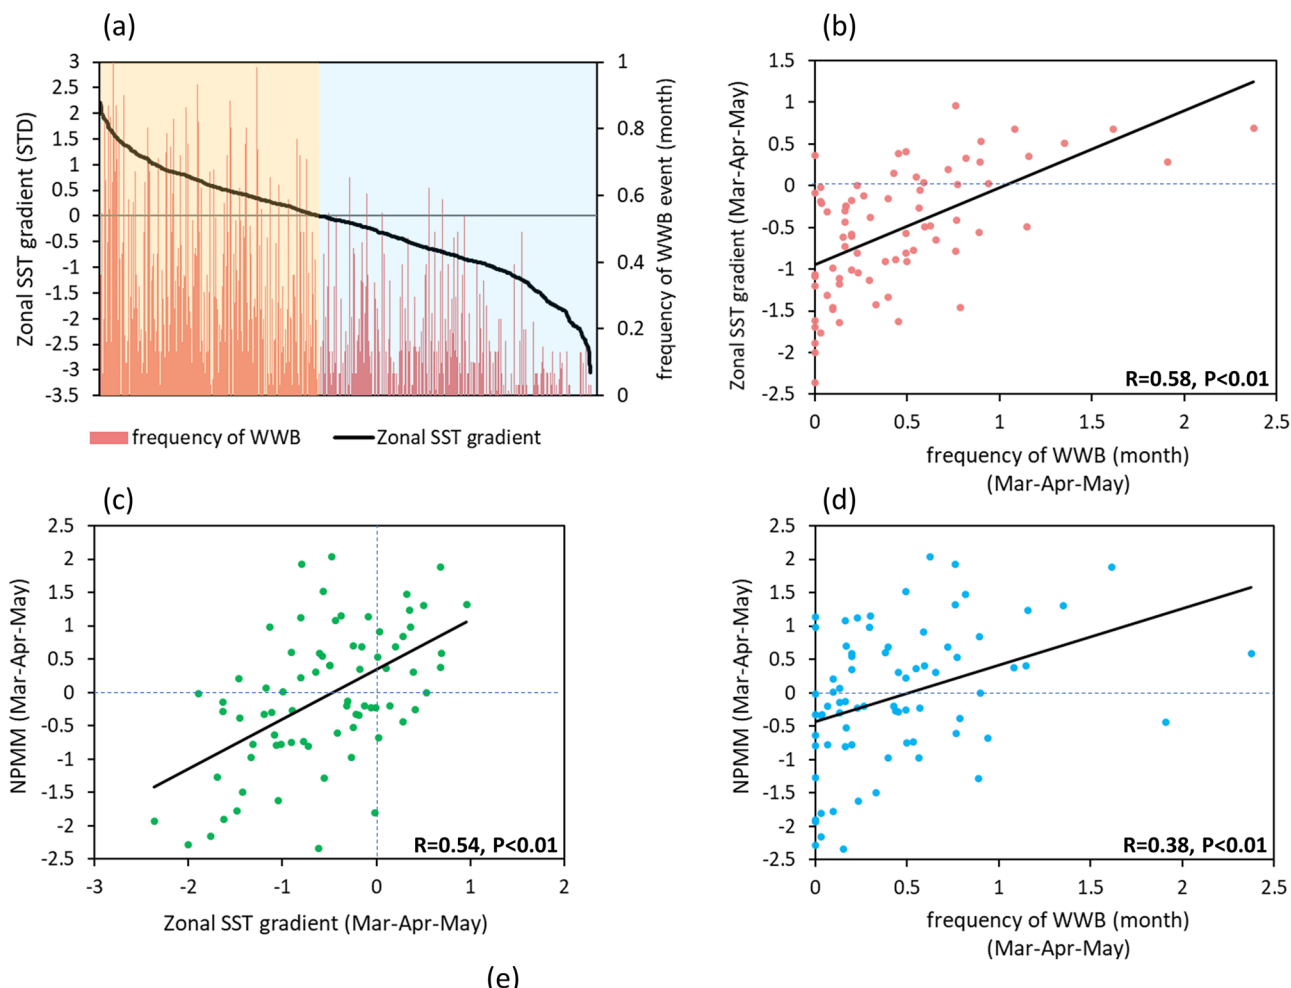 (a)
Zonal SST gradient (STD)
3
2.5
2
1.5
1
0.5
0
-0.5
-1
-1.5
-2
-2.5
-3
-3.5
1
0.8
0.6
0.4
0.2
0
frequency of WWB event (month)
frequency of WWB
Zonal SST gradient
(b)
Zonal SST gradient (Mar-Apr-May)
1.5
1
0.5
0
-0.5
-1
-1.5
-2
-2.5
R=0.58, P<0.01
0 0.5 1 1.5 2 2.5
frequency of WWB (month)
(Mar-Apr-May)
(c)
NPMM (Mar-Apr-May)
2.5
2
1.5
1
0.5
0
-0.5
-1
-1.5
-2
-2.5
R=0.54, P<0.01
-3 -2 -1 0 1 2
Zonal SST gradient (Mar-Apr-May)
(d)
NPMM (Mar-Apr-May)
2.5
2
1.5
1
0.5
0
-0.5
-1
-1.5
-2
-2.5
R=0.38, P<0.01
0 0.5 1 1.5 2 2.5
frequency of WWB (month)
(Mar-Apr-May)
(e)